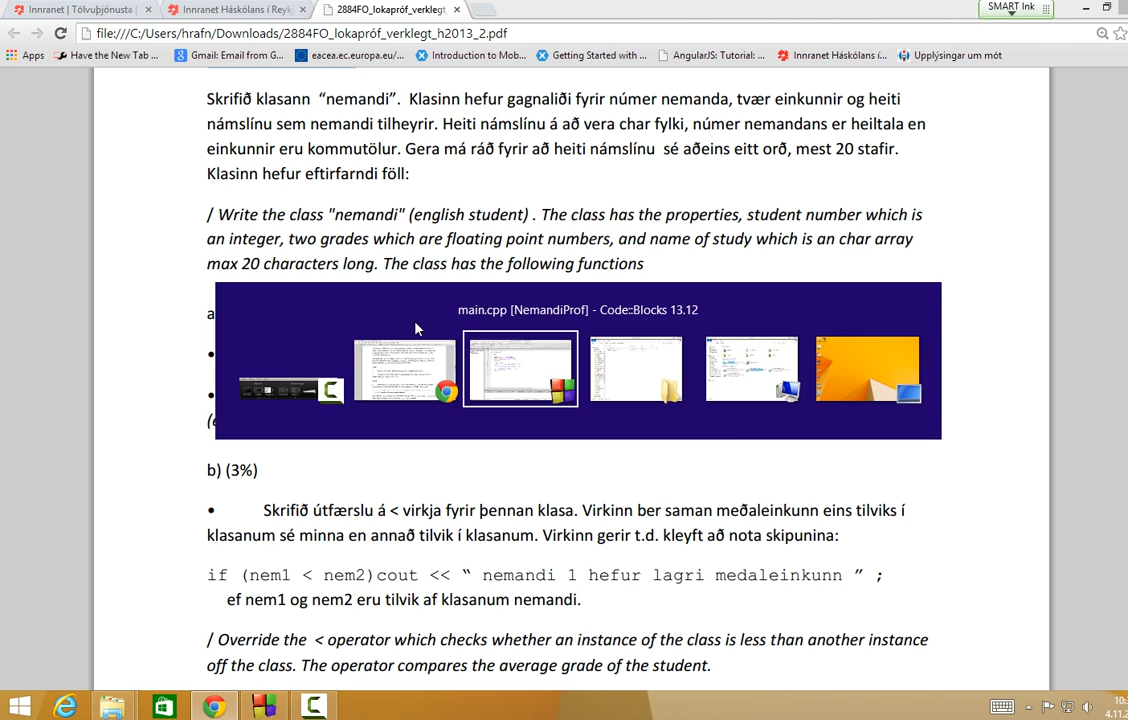 Innranet | Tölvuþjónusta
Innranet Háskólans í Reyk
2884FO_lokapróf_verklegt
SMART Ink
file:///C:/Users/hrafn/Downloads/2884FO_lokapróf_verklegt_h2013_2.pdf
Apps
Have the New Tab ...
Gmail: Email from G...
eacea.ec.europa.eu/...
Introduction to Mob...
Getting Started with ...
AngularJS: Tutorial: ...
Innranet Háskólans í...
Upplýsingar um mót
Skrifið klasann “nemandi”. Klasinn hefur gagnaliði fyrir númer nemanda, tvær einkunnir og heiti
námslínu sem nemandi tilheyrir. Heiti námslínu á að vera char fylki, númer nemandans er heiltala en
einkunnir eru kommutölur. Gera má ráð fyrir að heiti námslínu sé aðeins eitt orð, mest 20 stafir.
Klasinn hefur eftirfarndi föll:
/ Write the class "nemandi" (english student) . The class has the properties, student number which is
an integer, two grades which are floating point numbers, and name of study which is an char array
max 20 characters long. The class has the following functions
a
main.cpp [NemandiProf] - Code::Blocks 13.12
•
•
(e
b) (3%)
• Skrifið útfærslu á < virkja fyrir þennan klasa. Virkinn ber saman meðaleinkunn eins tilviks í
klasanum sé minna en annað tilvik í klasanum. Virkinn gerir t.d. kleyft að nota skipunina:
if (nem1 < nem2)cout << “ nemandi 1 hefur lagri medaleinkunn ” ;
ef nem1 og nem2 eru tilvik af klasanum nemandi.
/ Override the < operator which checks whether an instance of the class is less than another instance
off the class. The operator compares the average grade of the student.
10:
4.11.2